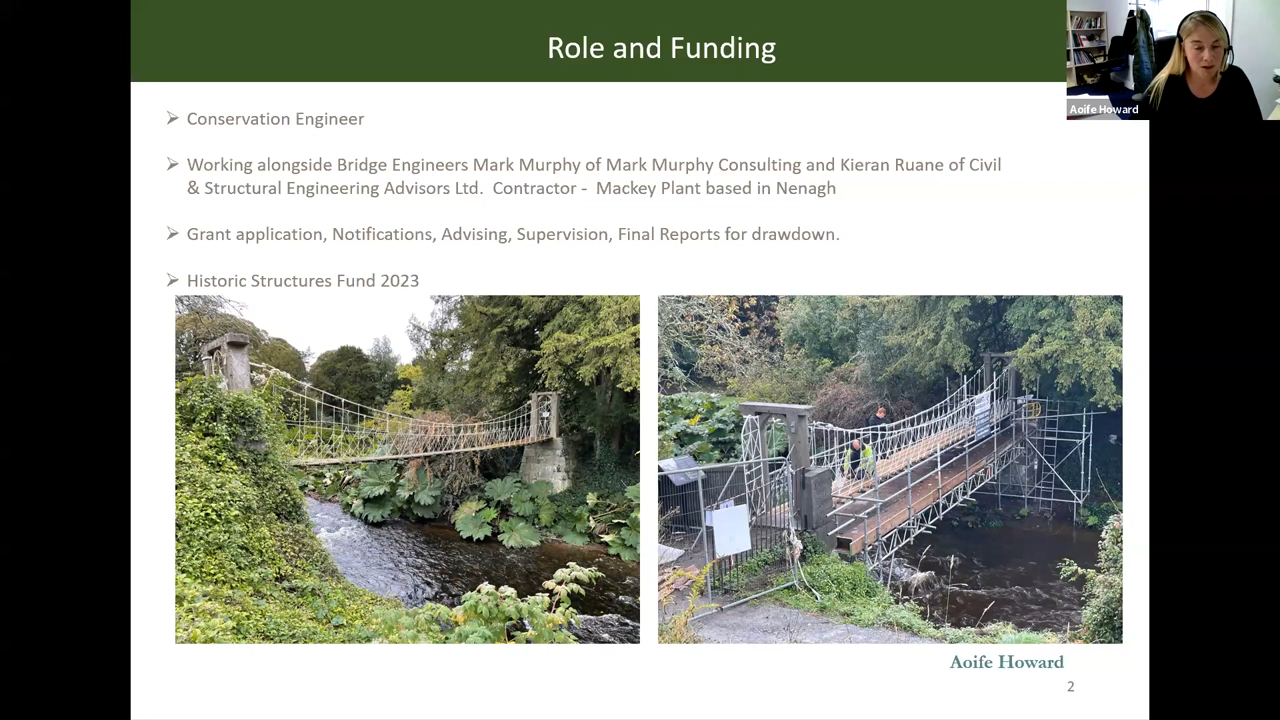 Role and Funding
Aoife Howard
➢ Conservation Engineer
➢ Working alongside Bridge Engineers Mark Murphy of Mark Murphy Consulting and Kieran Ruane of Civil
& Structural Engineering Advisors Ltd. Contractor - Mackey Plant based in Nenagh
➢ Grant application, Notifications, Advising, Supervision, Final Reports for drawdown.
➢ Historic Structures Fund 2023
Aoife Howard
2